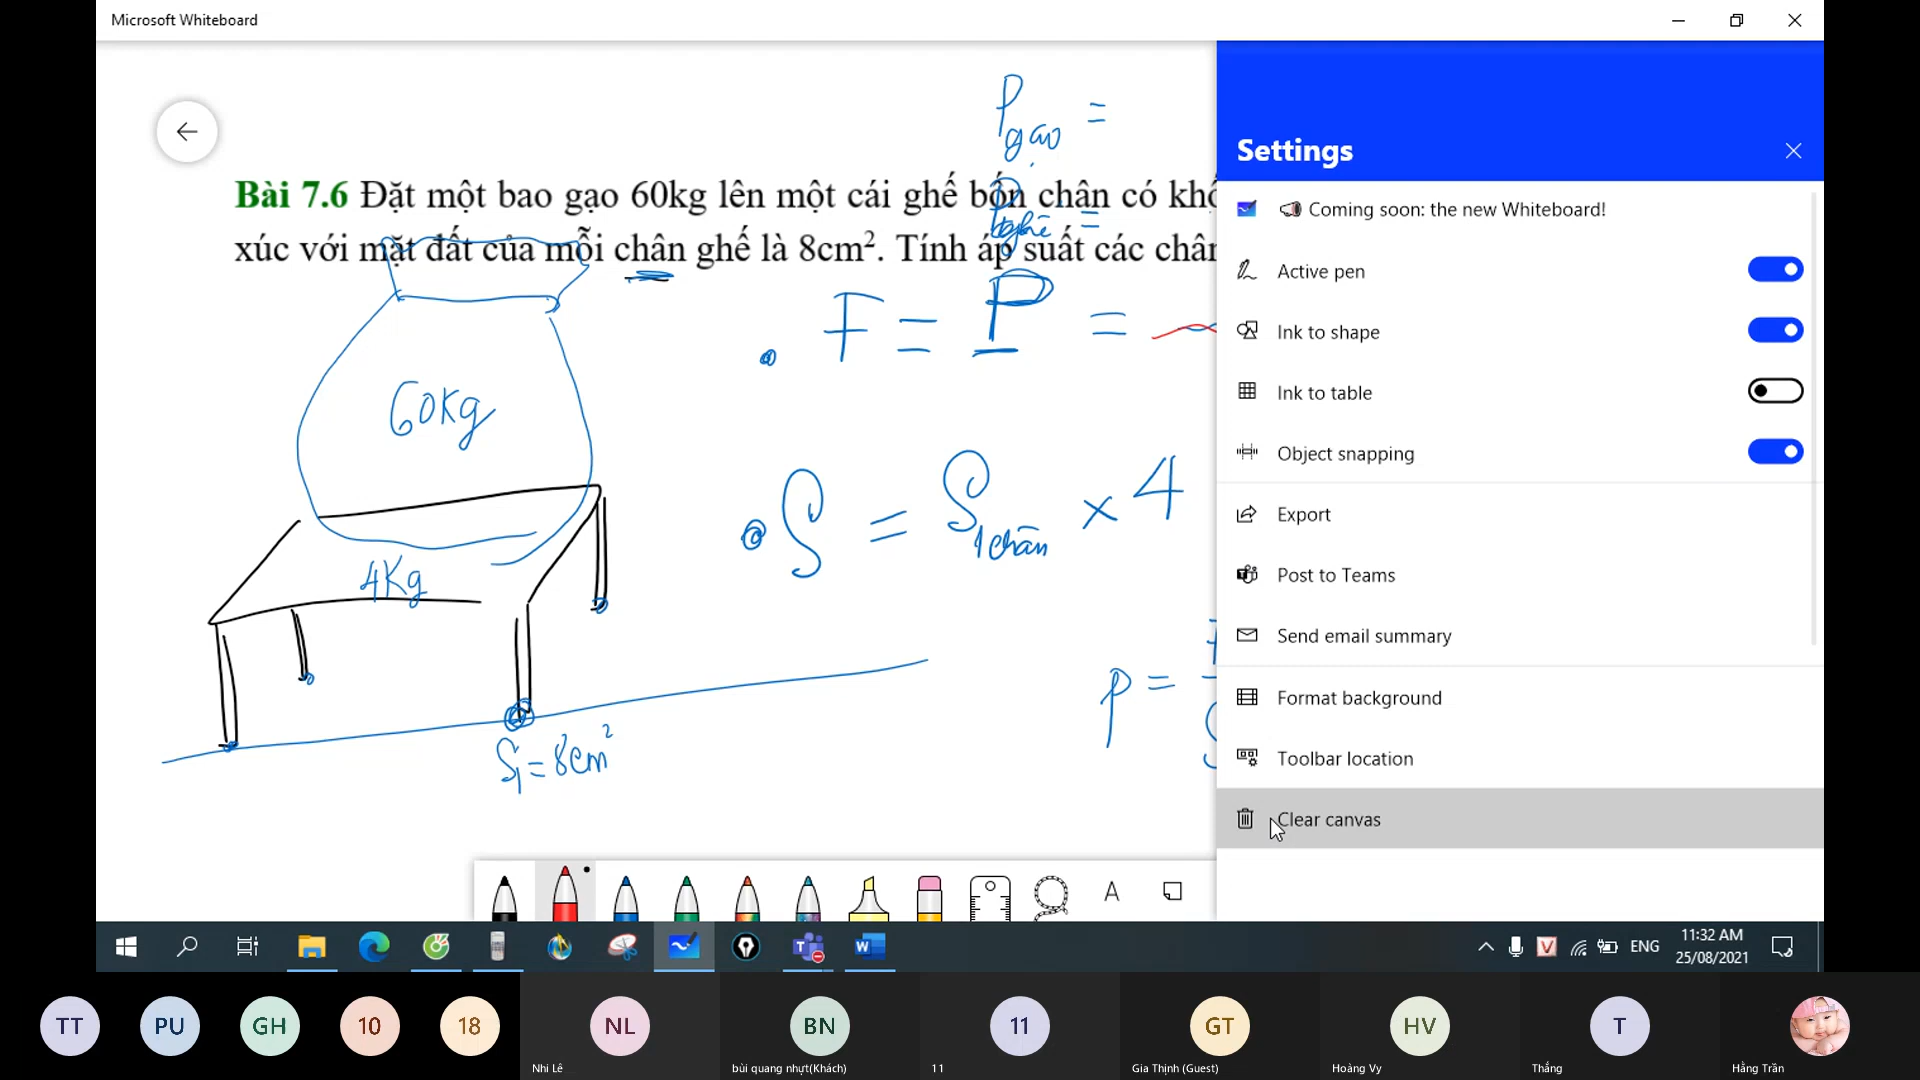 Microsoft Whiteboard
P gạo =
Bài 7.6 Đặt một bao gạo 60kg lên một cái ghế bốn chân có khố
ghế =
xúc với mặt đất của mỗi chân ghế là 8cm². Tính áp suất các chân
F = P =
60kg
S = S 1 chân × 4
4Kg
p =
S1 = 8cm²
Settings
Coming soon: the new Whiteboard!
Active pen
Ink to shape
Ink to table
Object snapping
Export
Post to Teams
Send email summary
Format background
Toolbar location
Clear canvas
A
ENG
11:32 AM
25/08/2021
TT PU GH 10 18 NL BN 11 GT HV T
Nhi Lê bùi quang nhựt(Khách) 11 Gia Thịnh (Guest) Hoàng Vy Thắng Hằng Trần